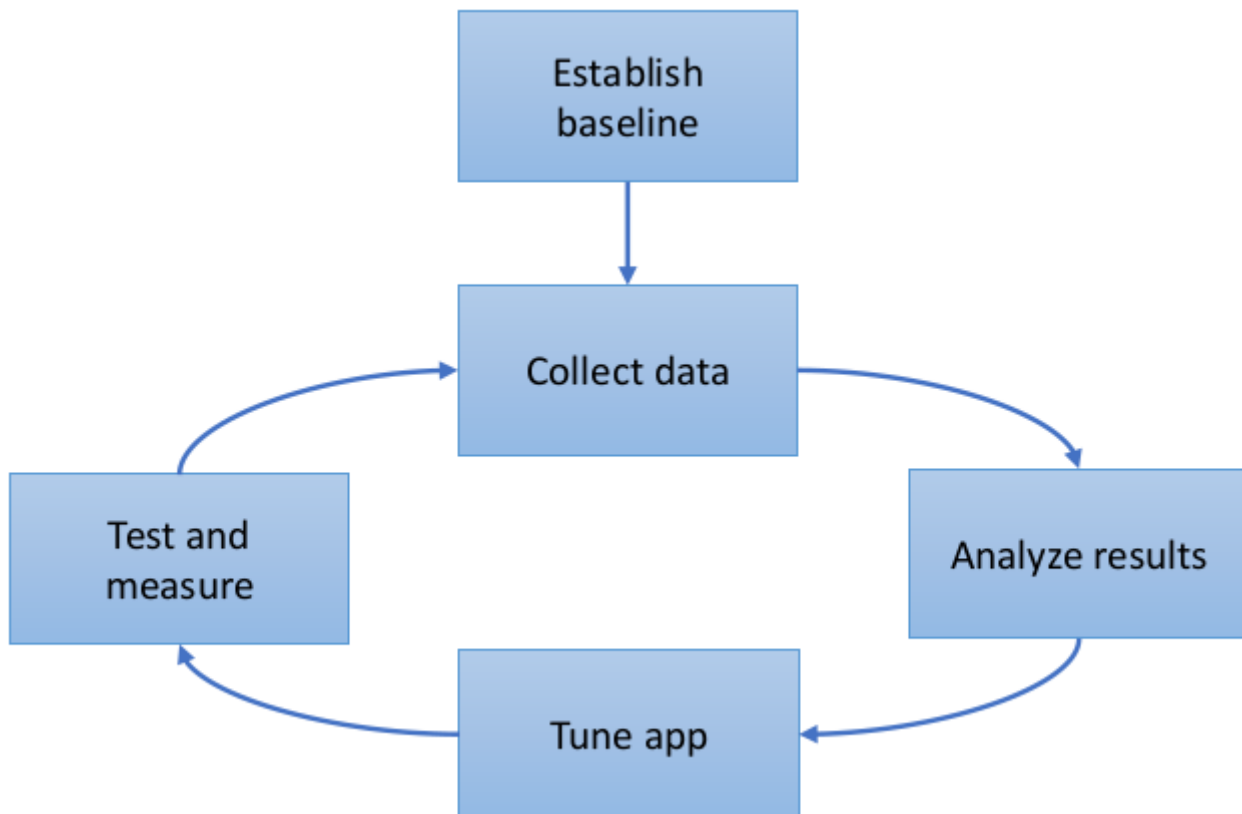 Establish
baseline
Collect data
Test and
measure
Analyze results
Tune app